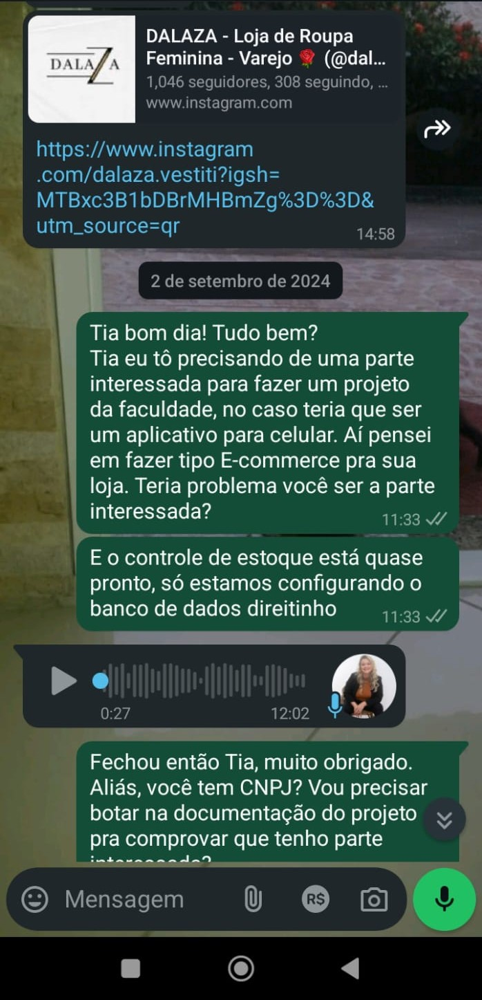 DALAZA
DALAZA - Loja de Roupa
Feminina - Varejo 🌹 (@dal...
1,046 seguidores, 308 seguindo, ...
www.instagram.com
https://www.instagram
.com/dalaza.vestiti?igsh=
MTBxc3B1bDBrMHBmZg%3D%3D&
utm_source=qr
14:58
2 de setembro de 2024
Tia bom dia! Tudo bem?
Tia eu tô precisando de uma parte
interessada para fazer um projeto
da faculdade, no caso teria que ser
um aplicativo para celular. Aí pensei
em fazer tipo E-commerce pra sua
loja. Teria problema você ser a parte
interessada?
11:33
E o controle de estoque está quase
pronto, só estamos configurando o
banco de dados direitinho
11:33
0:27
12:02
Fechou então Tia, muito obrigado.
Aliás, você tem CNPJ? Vou precisar
botar na documentação do projeto
pra comprovar que tenho parte
interessada?
Mensagem
R$